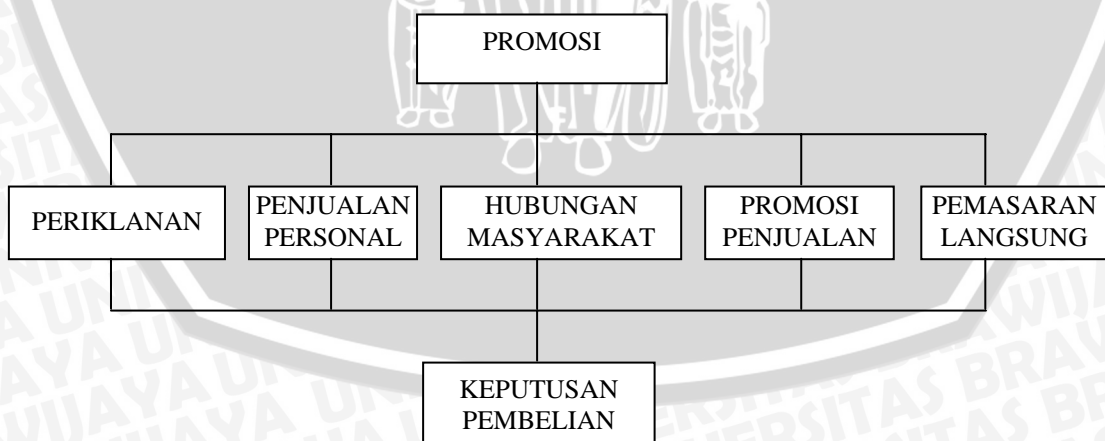 PROMOSI
PERIKLANAN
PENJUALAN
PERSONAL
HUBUNGAN
MASYARAKAT
PROMOSI
PENJUALAN
PEMASARAN
LANGSUNG
KEPUTUSAN
PEMBELIAN